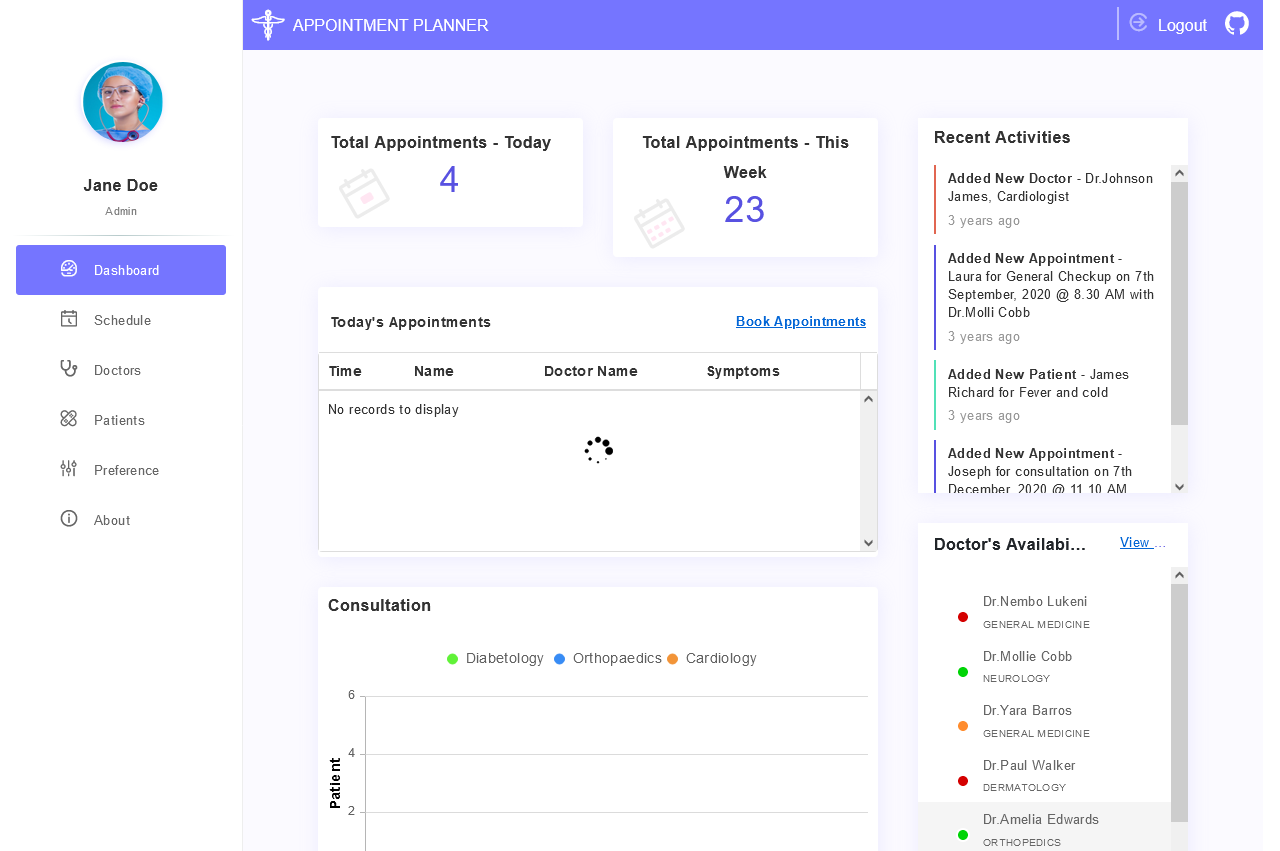 APPOINTMENT PLANNER
Logout
Jane Doe
Admin
Dashboard
Schedule
Doctors
Patients
Preference
About
Total Appointments - Today
4
Total Appointments - This
Week
23
Today's Appointments
Book Appointments
Time Name Doctor Name Symptoms
No records to display
Consultation
Diabetology Orthopaedics Cardiology
6
4
2
Patient
Recent Activities
Added New Doctor - Dr.Johnson
James, Cardiologist
3 years ago
Added New Appointment -
Laura for General Checkup on 7th
September, 2020 @ 8.30 AM with
Dr.Molli Cobb
3 years ago
Added New Patient - James
Richard for Fever and cold
3 years ago
Added New Appointment -
Joseph for consultation on 7th
December, 2020 @ 11.10 AM
Doctor's Availabi...
View ...
Dr.Nembo Lukeni
GENERAL MEDICINE
Dr.Mollie Cobb
NEUROLOGY
Dr.Yara Barros
GENERAL MEDICINE
Dr.Paul Walker
DERMATOLOGY
Dr.Amelia Edwards
ORTHOPEDICS